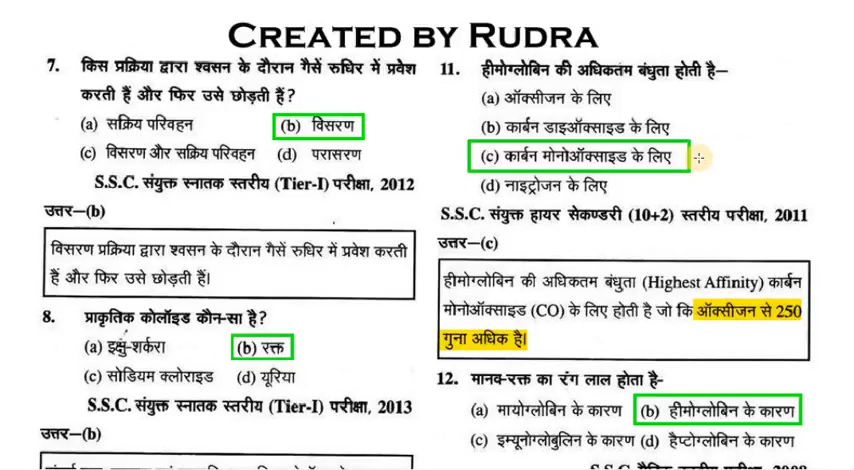 CREATED BY RUDRA
7. किस प्रक्रिया द्वारा श्वसन के दौरान गैसें रुधिर में प्रवेश
करती हैं और फिर उसे छोड़ती हैं?
(a) सक्रिय परिवहन (b) विसरण
(c) विसरण और सक्रिय परिवहन (d) परासरण
S.S.C. संयुक्त स्नातक स्तरीय (Tier-I) परीक्षा, 2012
उत्तर—(b)
विसरण प्रक्रिया द्वारा श्वसन के दौरान गैसें रुधिर में प्रवेश करती
हैं और फिर उसे छोड़ती हैं।
8. प्राकृतिक कोलॉइड कौन-सा है?
(a) इक्षु-शर्करा (b) रक्त
(c) सोडियम क्लोराइड (d) यूरिया
S.S.C. संयुक्त स्नातक स्तरीय (Tier-I) परीक्षा, 2013
उत्तर—(b)
11. हीमोग्लोबिन की अधिकतम बंधुता होती है—
(a) ऑक्सीजन के लिए
(b) कार्बन डाइऑक्साइड के लिए
(c) कार्बन मोनोऑक्साइड के लिए
(d) नाइट्रोजन के लिए
S.S.C. संयुक्त हायर सेकण्डरी (10+2) स्तरीय परीक्षा, 2011
उत्तर—(c)
हीमोग्लोबिन की अधिकतम बंधुता (Highest Affinity) कार्बन
मोनोऑक्साइड (CO) के लिए होती है जो कि ऑक्सीजन से 250
गुना अधिक है।
12. मानव-रक्त का रंग लाल होता है-
(a) मायोग्लोबिन के कारण (b) हीमोग्लोबिन के कारण
(c) इम्यूनोग्लोबुलिन के कारण (d) हैप्टोग्लोबिन के कारण